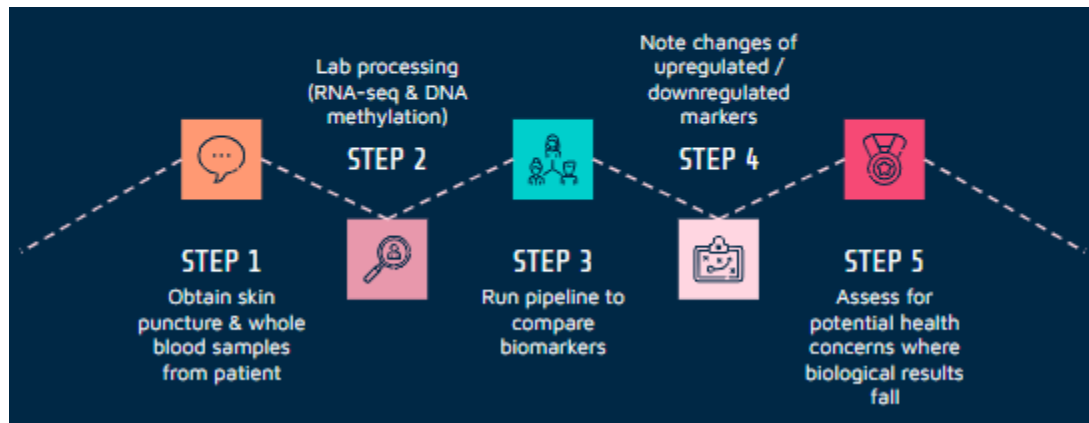 STEP 1
Obtain skin
puncture & whole
blood samples
from patient
Lab processing
(RNA-seq & DNA
methylation)
STEP 2
STEP 3
Run pipeline to
compare
biomarkers
Note changes of
upregulated /
downregulated
markers
STEP 4
STEP 5
Assess for
potential health
concerns where
biological results
fall